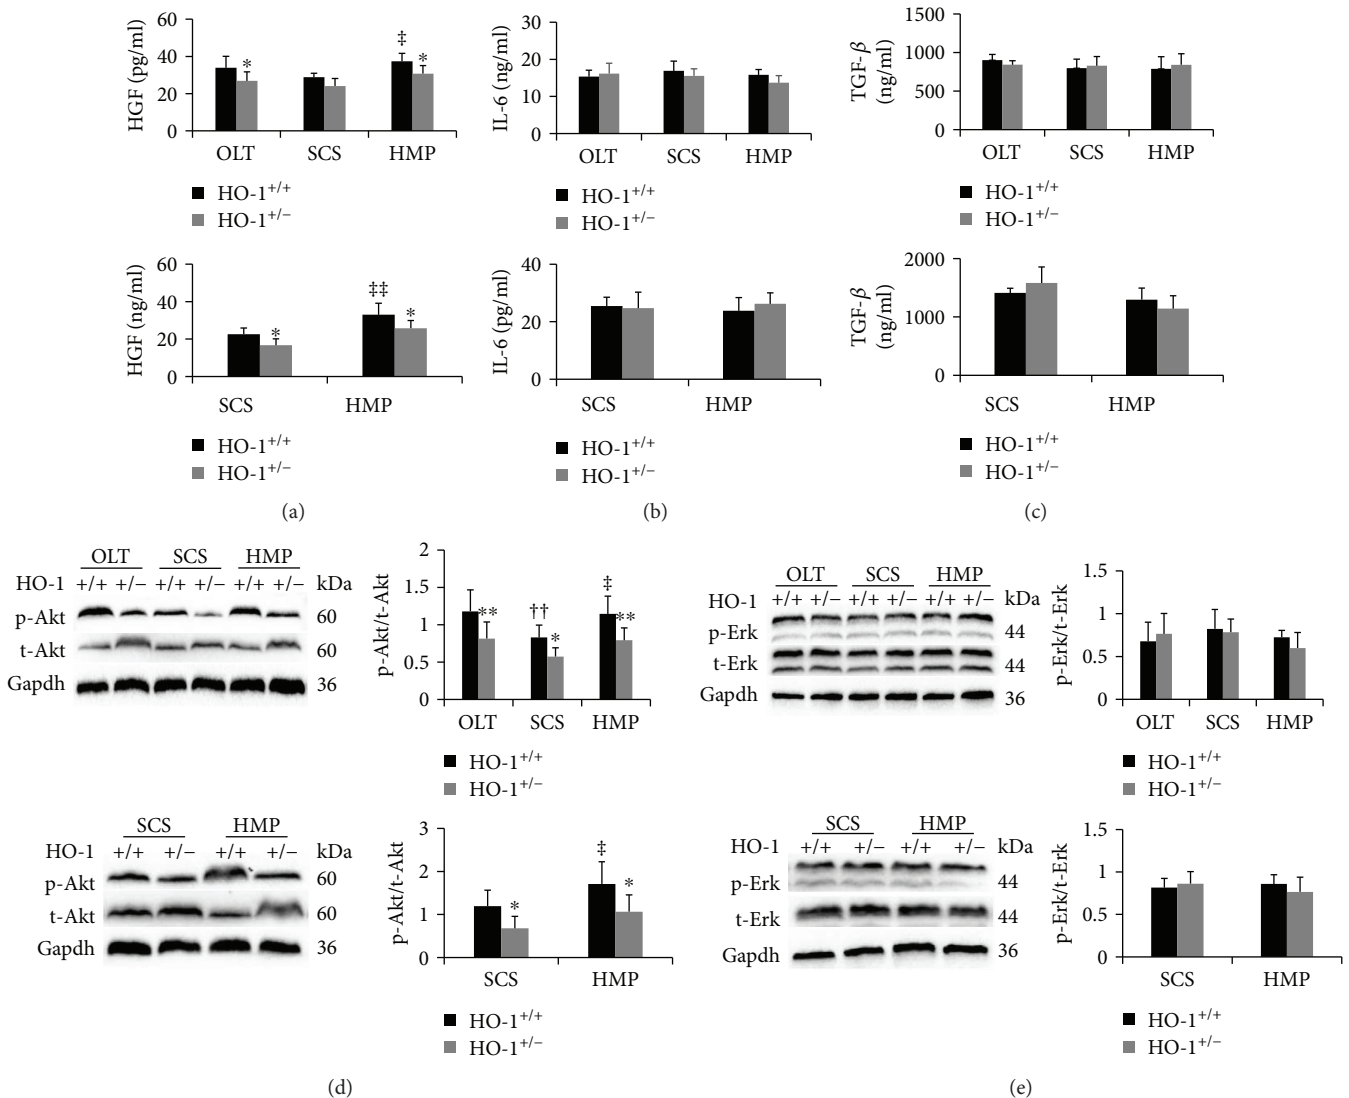 HGF (pg/ml)
60
40
20
0
‡
*
*
OLT
SCS
HMP
HO-1+/+
HO-1+/−
IL-6 (ng/ml)
30
20
10
0
OLT
SCS
HMP
HO-1+/+
HO-1+/−
TGF-β
(ng/ml)
1500
1000
500
0
OLT
SCS
HMP
HO-1+/+
HO-1+/−
HGF (ng/ml)
60
40
20
0
‡‡
*
*
SCS
HMP
HO-1+/+
HO-1+/−
(a)
IL-6 (pg/ml)
40
20
0
SCS
HMP
HO-1+/+
HO-1+/−
(b)
TGF-β
(ng/ml)
2000
1000
0
SCS
HMP
HO-1+/+
HO-1+/−
(c)
OLT SCS HMP
HO-1 +/+ +/− +/+ +/− +/+ +/− kDa
p-Akt 60
t-Akt 60
Gapdh 36
p-Akt/t-Akt
2
1.5
1
0.5
0
** †† * ‡ **
OLT
SCS
HMP
HO-1+/+
HO-1+/−
SCS HMP
HO-1 +/+ +/− +/+ +/− kDa
p-Akt 60
t-Akt 60
Gapdh 36
p-Akt/t-Akt
3
2
1
0
* ‡ *
SCS
HMP
HO-1+/+
HO-1+/−
(d)
OLT SCS HMP
HO-1 +/+ +/− +/+ +/− +/+ +/− kDa
p-Erk 44
t-Erk 44
Gapdh 36
p-Erk/t-Erk
1.5
1
0.5
0
OLT
SCS
HMP
HO-1+/+
HO-1+/−
SCS HMP
HO-1 +/+ +/− +/+ +/− kDa
p-Erk 44
t-Erk 44
Gapdh 36
p-Erk/t-Erk
1.5
1
0.5
0
SCS
HMP
HO-1+/+
HO-1+/−
(e)